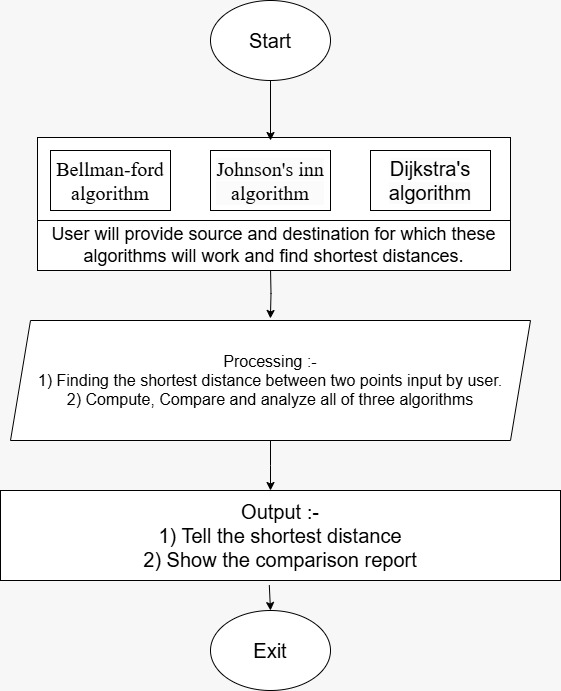 Start
Bellman-ford
algorithm
Johnson's inn
algorithm
Dijkstra's
algorithm
User will provide source and destination for which these
algorithms will work and find shortest distances.
Processing :-
1) Finding the shortest distance between two points input by user.
2) Compute, Compare and analyze all of three algorithms
Output :-
1) Tell the shortest distance
2) Show the comparison report
Exit